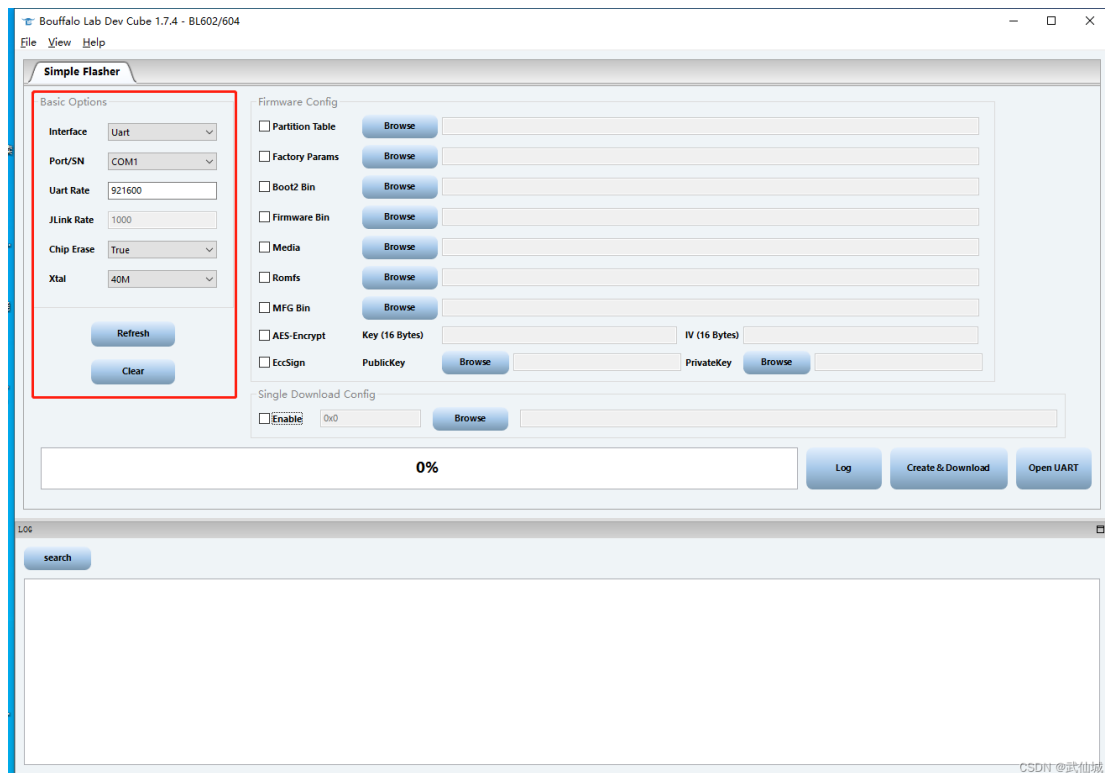 Bouffalo Lab Dev Cube 1.7.4 - BL602/604
File View Help
Simple Flasher
Basic Options
Interface Uart
Port/SN COM1
Uart Rate 921600
JLink Rate 1000
Chip Erase True
Xtal 40M
Refresh
Clear
Firmware Config
Partition Table Browse
Factory Params Browse
Boot2 Bin Browse
Firmware Bin Browse
Media Browse
Romfs Browse
MFG Bin Browse
AES-Encrypt Key (16 Bytes) IV (16 Bytes)
EccSign PublicKey Browse PrivateKey Browse
Single Download Config
Enable 0x0 Browse
0% Log Create & Download Open UART
LOG
search
CSDN @武仙城